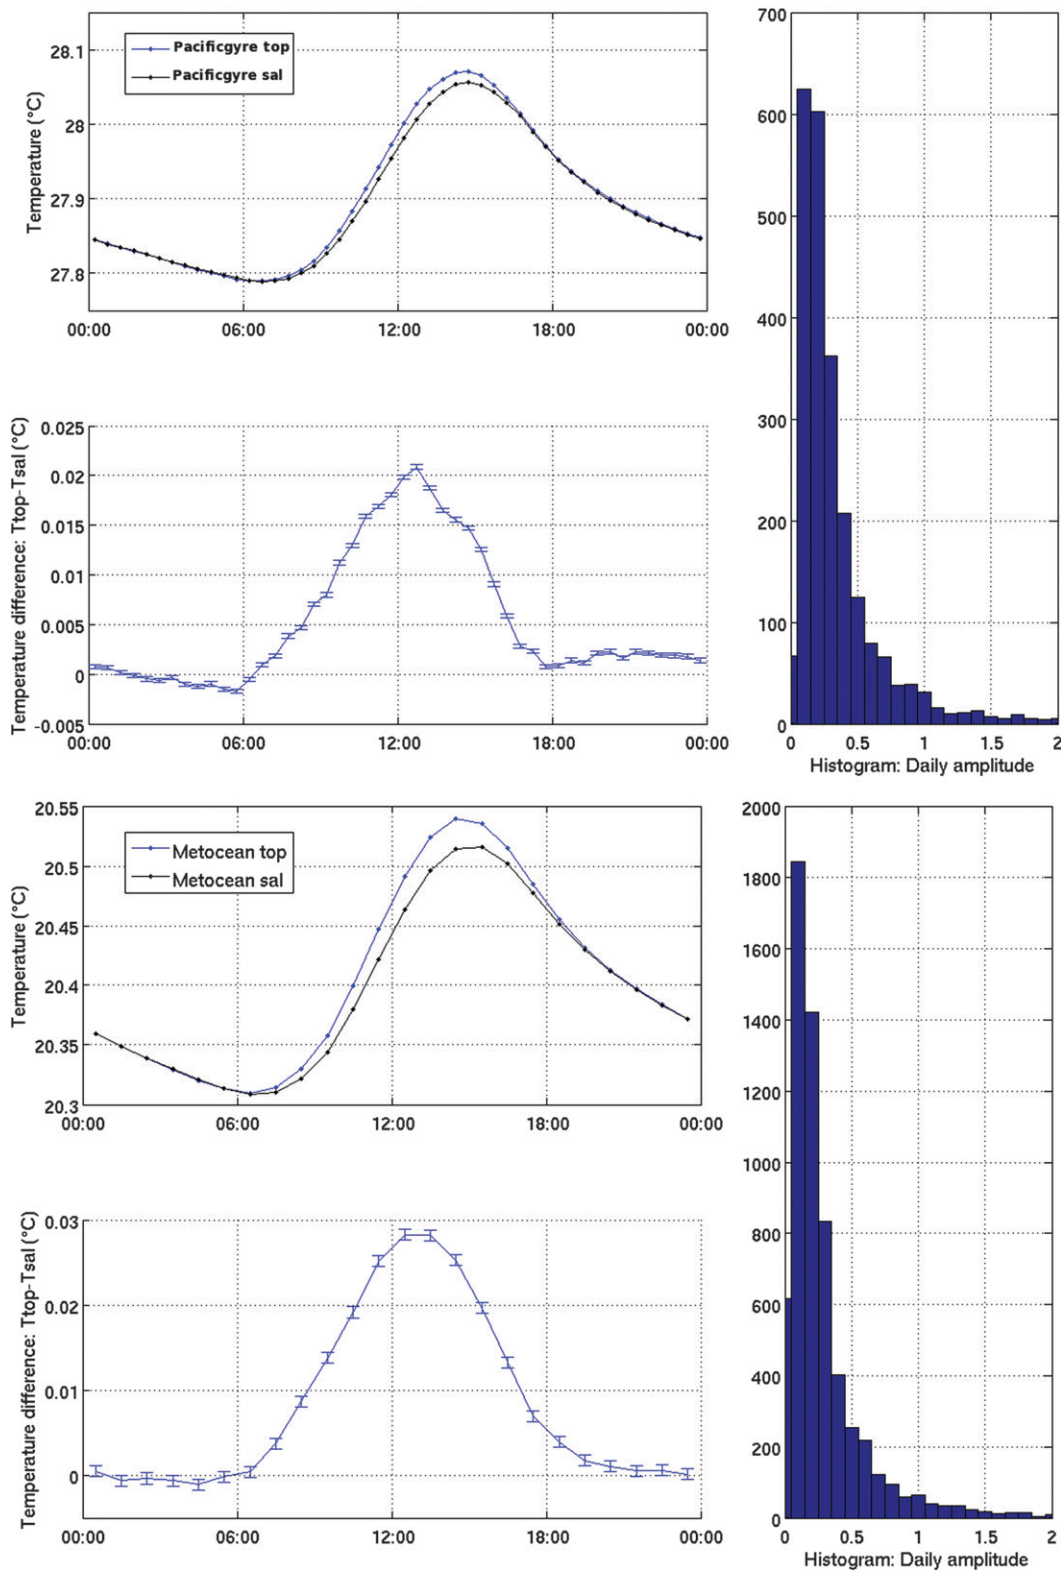 Temperature (°C)
28.1
28
27.9
27.8
Pacificgyre top
Pacificgyre sal
00:00 06:00 12:00 18:00 00:00
700
600
500
400
300
200
100
0
0 0.5 1 1.5 2
Histogram: Daily amplitude
Temperature difference: Ttop-Tsal (°C)
0.025
0.02
0.015
0.01
0.005
0
-0.005
00:00 06:00 12:00 18:00 00:00
Temperature (°C)
20.55
20.5
20.45
20.4
20.35
20.3
Metocean top
Metocean sal
00:00 06:00 12:00 18:00 00:00
2000
1800
1600
1400
1200
1000
800
600
400
200
0
0 0.5 1 1.5 2
Histogram: Daily amplitude
Temperature difference: Ttop-Tsal (°C)
0.03
0.02
0.01
0
00:00 06:00 12:00 18:00 00:00